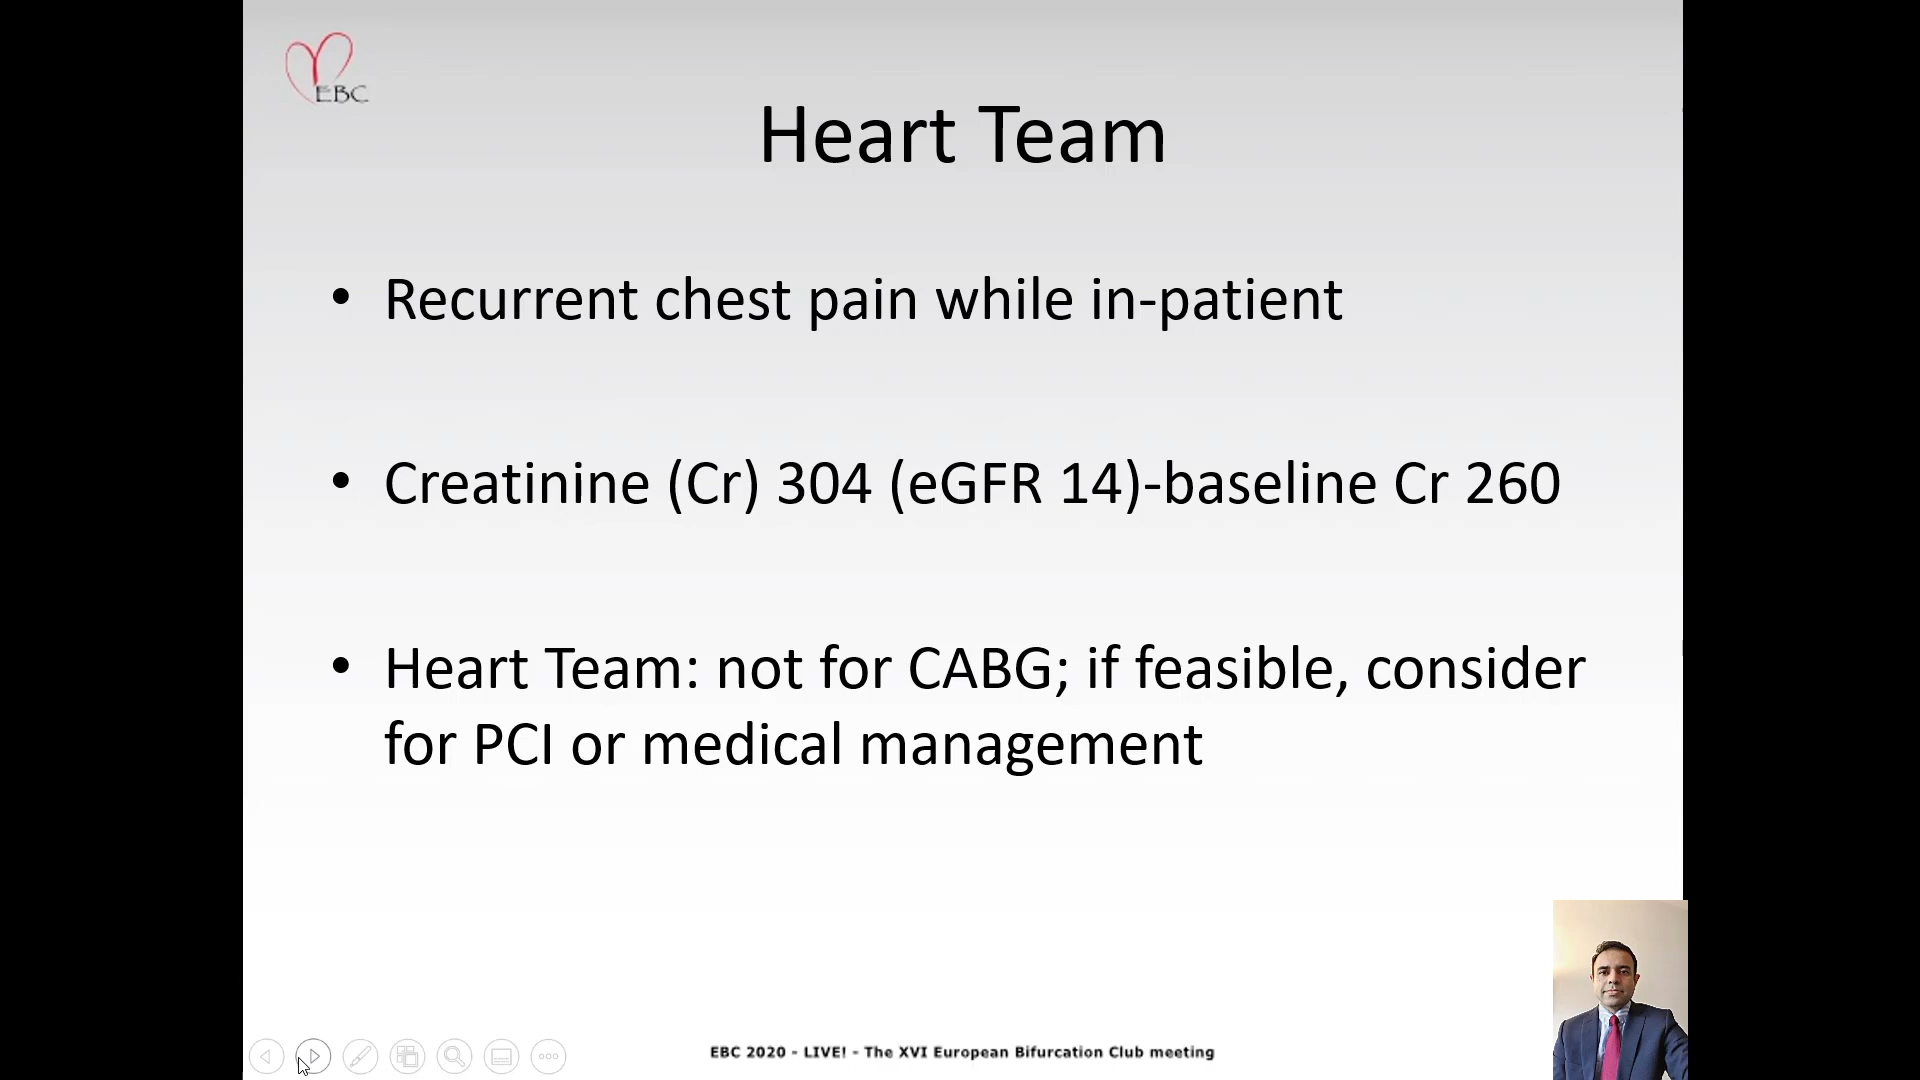 EBC
Heart Team
• Recurrent chest pain while in-patient
• Creatinine (Cr) 304 (eGFR 14)-baseline Cr 260
• Heart Team: not for CABG; if feasible, consider
for PCI or medical management
EBC 2020 - LIVE! - The XVI European Bifurcation Club meeting